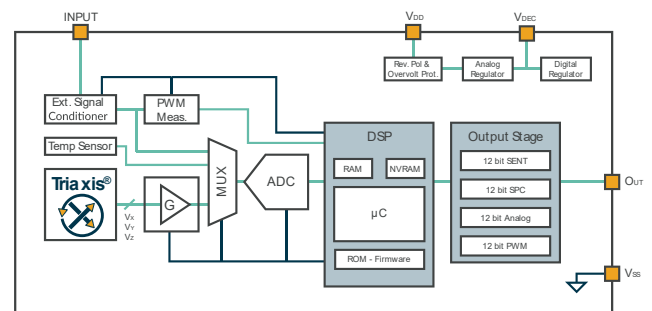 INPUT
VDD
VDEC
Rev. Pol &
Overvolt Prot.
Analog
Regulator
Digital
Regulator
Ext. Signal
Conditioner
PWM
Meas.
Temp Sensor
Triaxis®
VX
VY
VZ
G
MUX
ADC
DSP
RAM
NVRAM
µC
ROM - Firmware
Output Stage
12 bit SENT
12 bit SPC
12 bit Analog
12 bit PWM
OUT
VSS